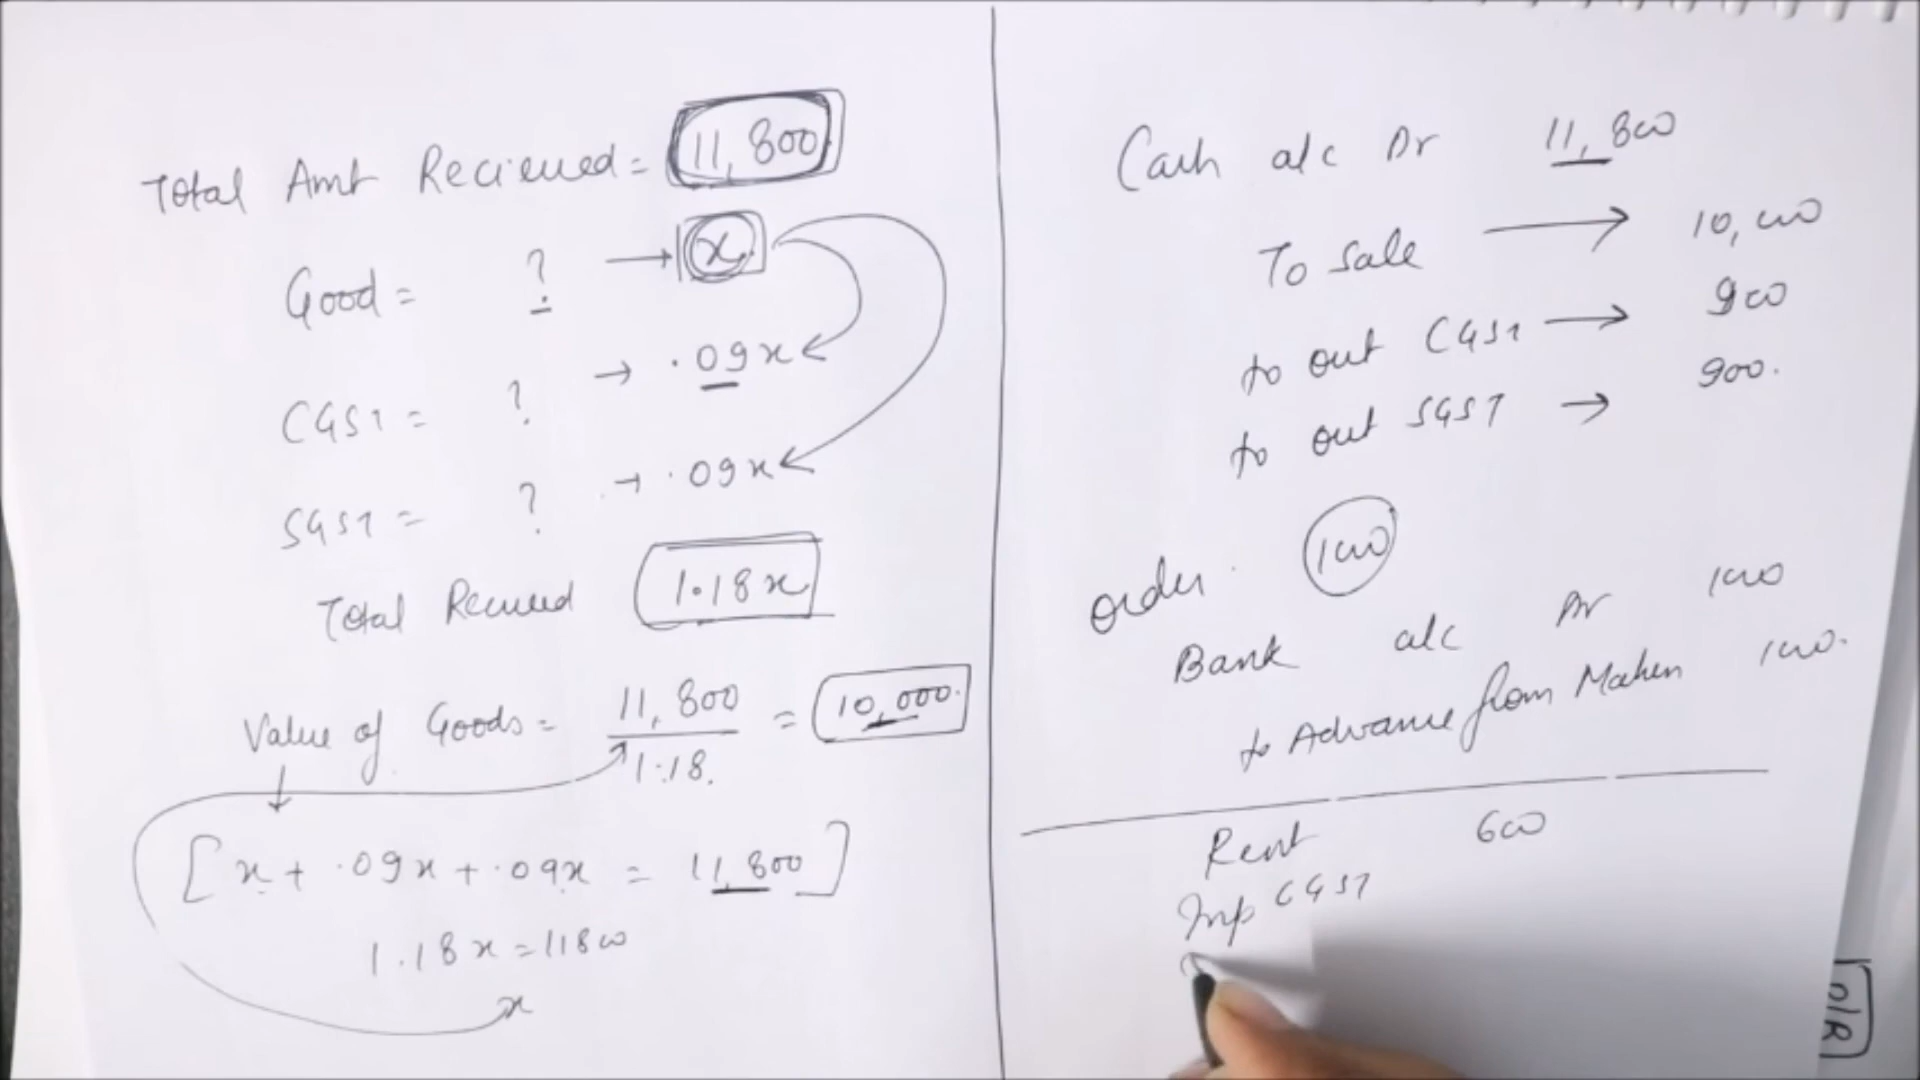 Total Amt Recieved = 11,800
Good = ? → x
CGST = ? → .09x
SGST = ? → .09x
Total Received 1.18x
Value of Goods = 11,800 / 1.18. = 10,000.
[x + .09x + .09x = 11,800]
1.18x = 11800
x
Cash a/c Dr 11,800
To Sale → 10,000
to out CGST → 900
to out SGST → 900.
order 1000
Bank a/c Dr 1000
to Advance from Mahen 1000.
Rent 600
Inp CGST
O/R